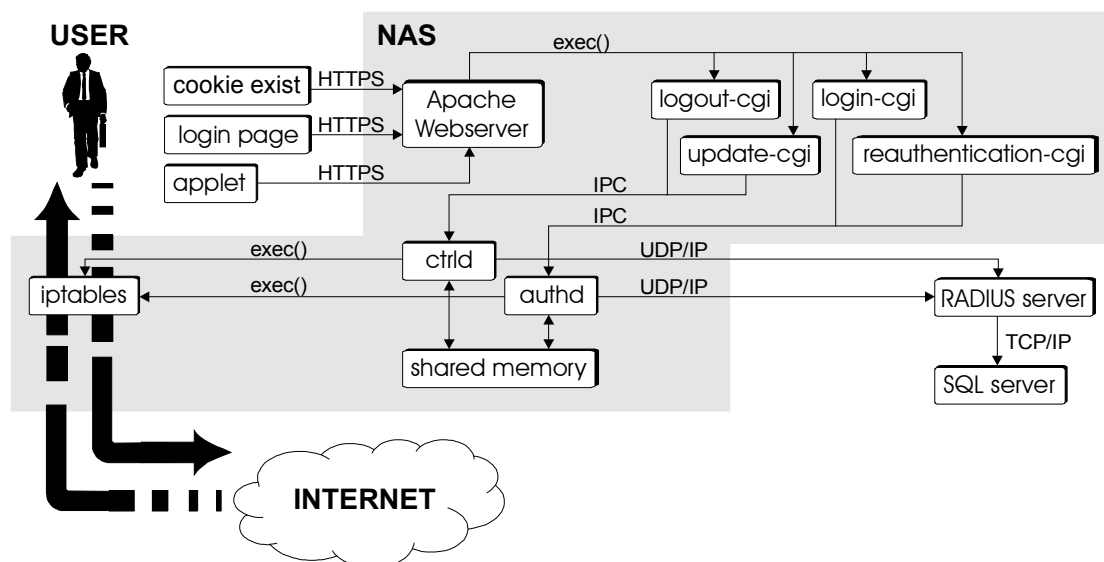 USER
NAS
exec()
cookie exist
HTTPS
Apache
Webserver
logout-cgi
login-cgi
login page
HTTPS
update-cgi
reauthentication-cgi
applet
HTTPS
IPC
IPC
exec()
ctrld
UDP/IP
iptables
exec()
authd
UDP/IP
RADIUS server
TCP/IP
shared memory
SQL server
INTERNET